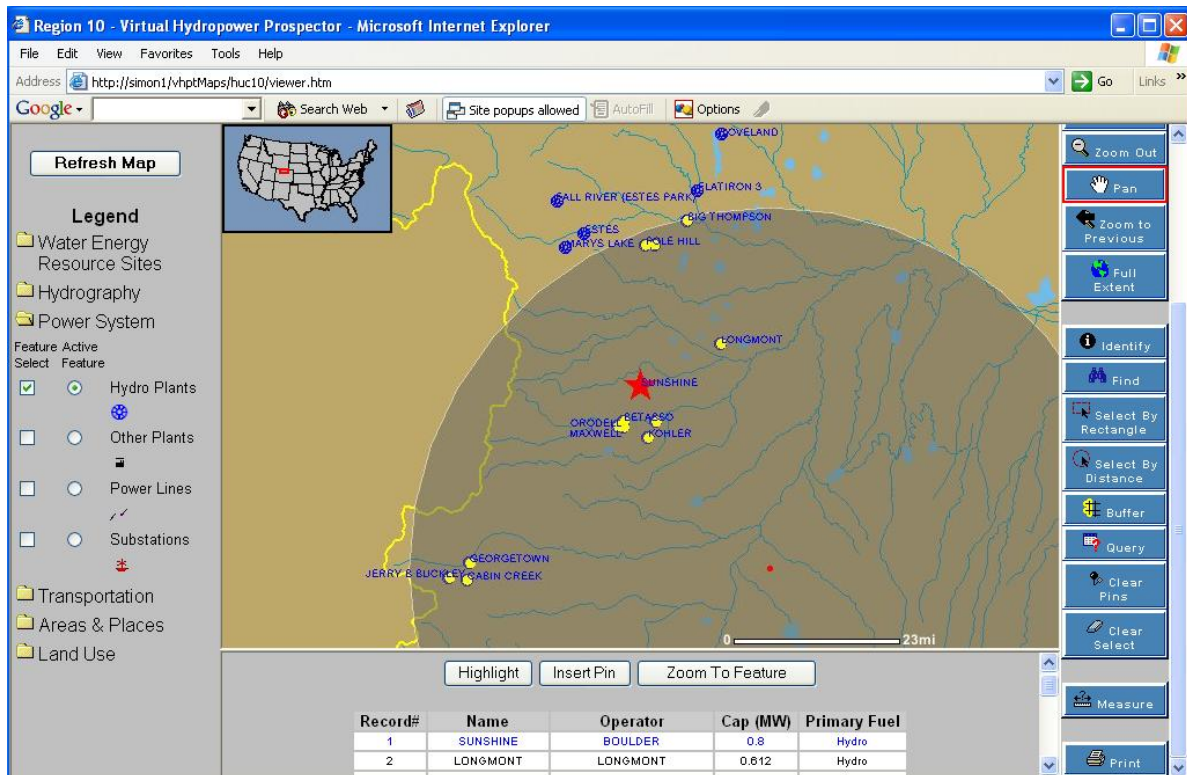 Region 10 - Virtual Hydropower Prospector - Microsoft Internet Explorer
File Edit View Favorites Tools Help
Address http://simon1/vhptMaps/huc10/viewer.htm Go Links »
Google Search Web Site popups allowed AutoFill Options
Refresh Map
Legend
Water Energy
Resource Sites
Hydrography
Power System
Feature Active
Select Feature
Hydro Plants
Other Plants
Power Lines
Substations
Transportation
Areas & Places
Land Use
LOVELAND
FLATIRON 3
FALL RIVER (ESTES PARK)
BIG THOMPSON
ESTES
MARYS LAKE
POLE HILL
LONGMONT
SUNSHINE
BETASSO
ORODELL
MAXWELL
KOHLER
GEORGETOWN
JERRY B BUCKLEY
CABIN CREEK
0 23mi
Zoom Out
Pan
Zoom to
Previous
Full
Extent
Identify
Find
Select By
Rectangle
Select By
Distance
Buffer
Query
Clear
Pins
Clear
Select
Measure
Print
Highlight Insert Pin Zoom To Feature
Record# Name Operator Cap (MW) Primary Fuel
1 SUNSHINE BOULDER 0.8 Hydro
2 LONGMONT LONGMONT 0.612 Hydro